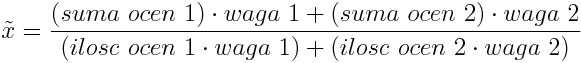 x̃ = (suma ocen 1) · waga 1 + (suma ocen 2) · waga 2
(ilosc ocen 1 · waga 1) + (ilosc ocen 2 · waga 2)